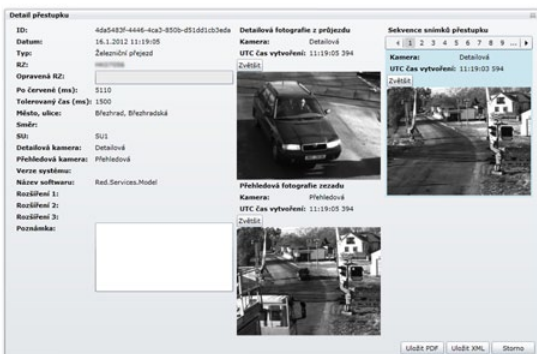 Detail přestupku
ID: 4da5483f-4446-4ca3-850b-d51dd1cb3eda
Datum: 16.1.2012 11:19:05
Typ: Železniční přejezd
RZ:
Opravená RZ:
Po červené (ms): 5110
Tolerovaný čas (ms): 1500
Město, ulice: Březhrad, Březhradská
Směr:
SU: SU1
Detailová kamera: Detailová
Přehledová kamera: Přehledová
Verze systému:
Název softwaru: Red.Services.Model
Rozšíření 1:
Rozšíření 2:
Rozšíření 3:
Poznámka:
Detailová fotografie z průjezdu
Kamera: Detailová
UTC čas vytvoření: 11:19:05 394
Zvětšit
Přehledová fotografie zezadu
Kamera: Přehledová
UTC čas vytvoření: 11:19:05 394
Zvětšit
Sekvence snímků přestupku
1 2 3 4 5 6 7 8 9 ...
Kamera: Detailová
UTC čas vytvoření: 11:19:03 594
Zvětšit
Uložit PDF Uložit XML Storno